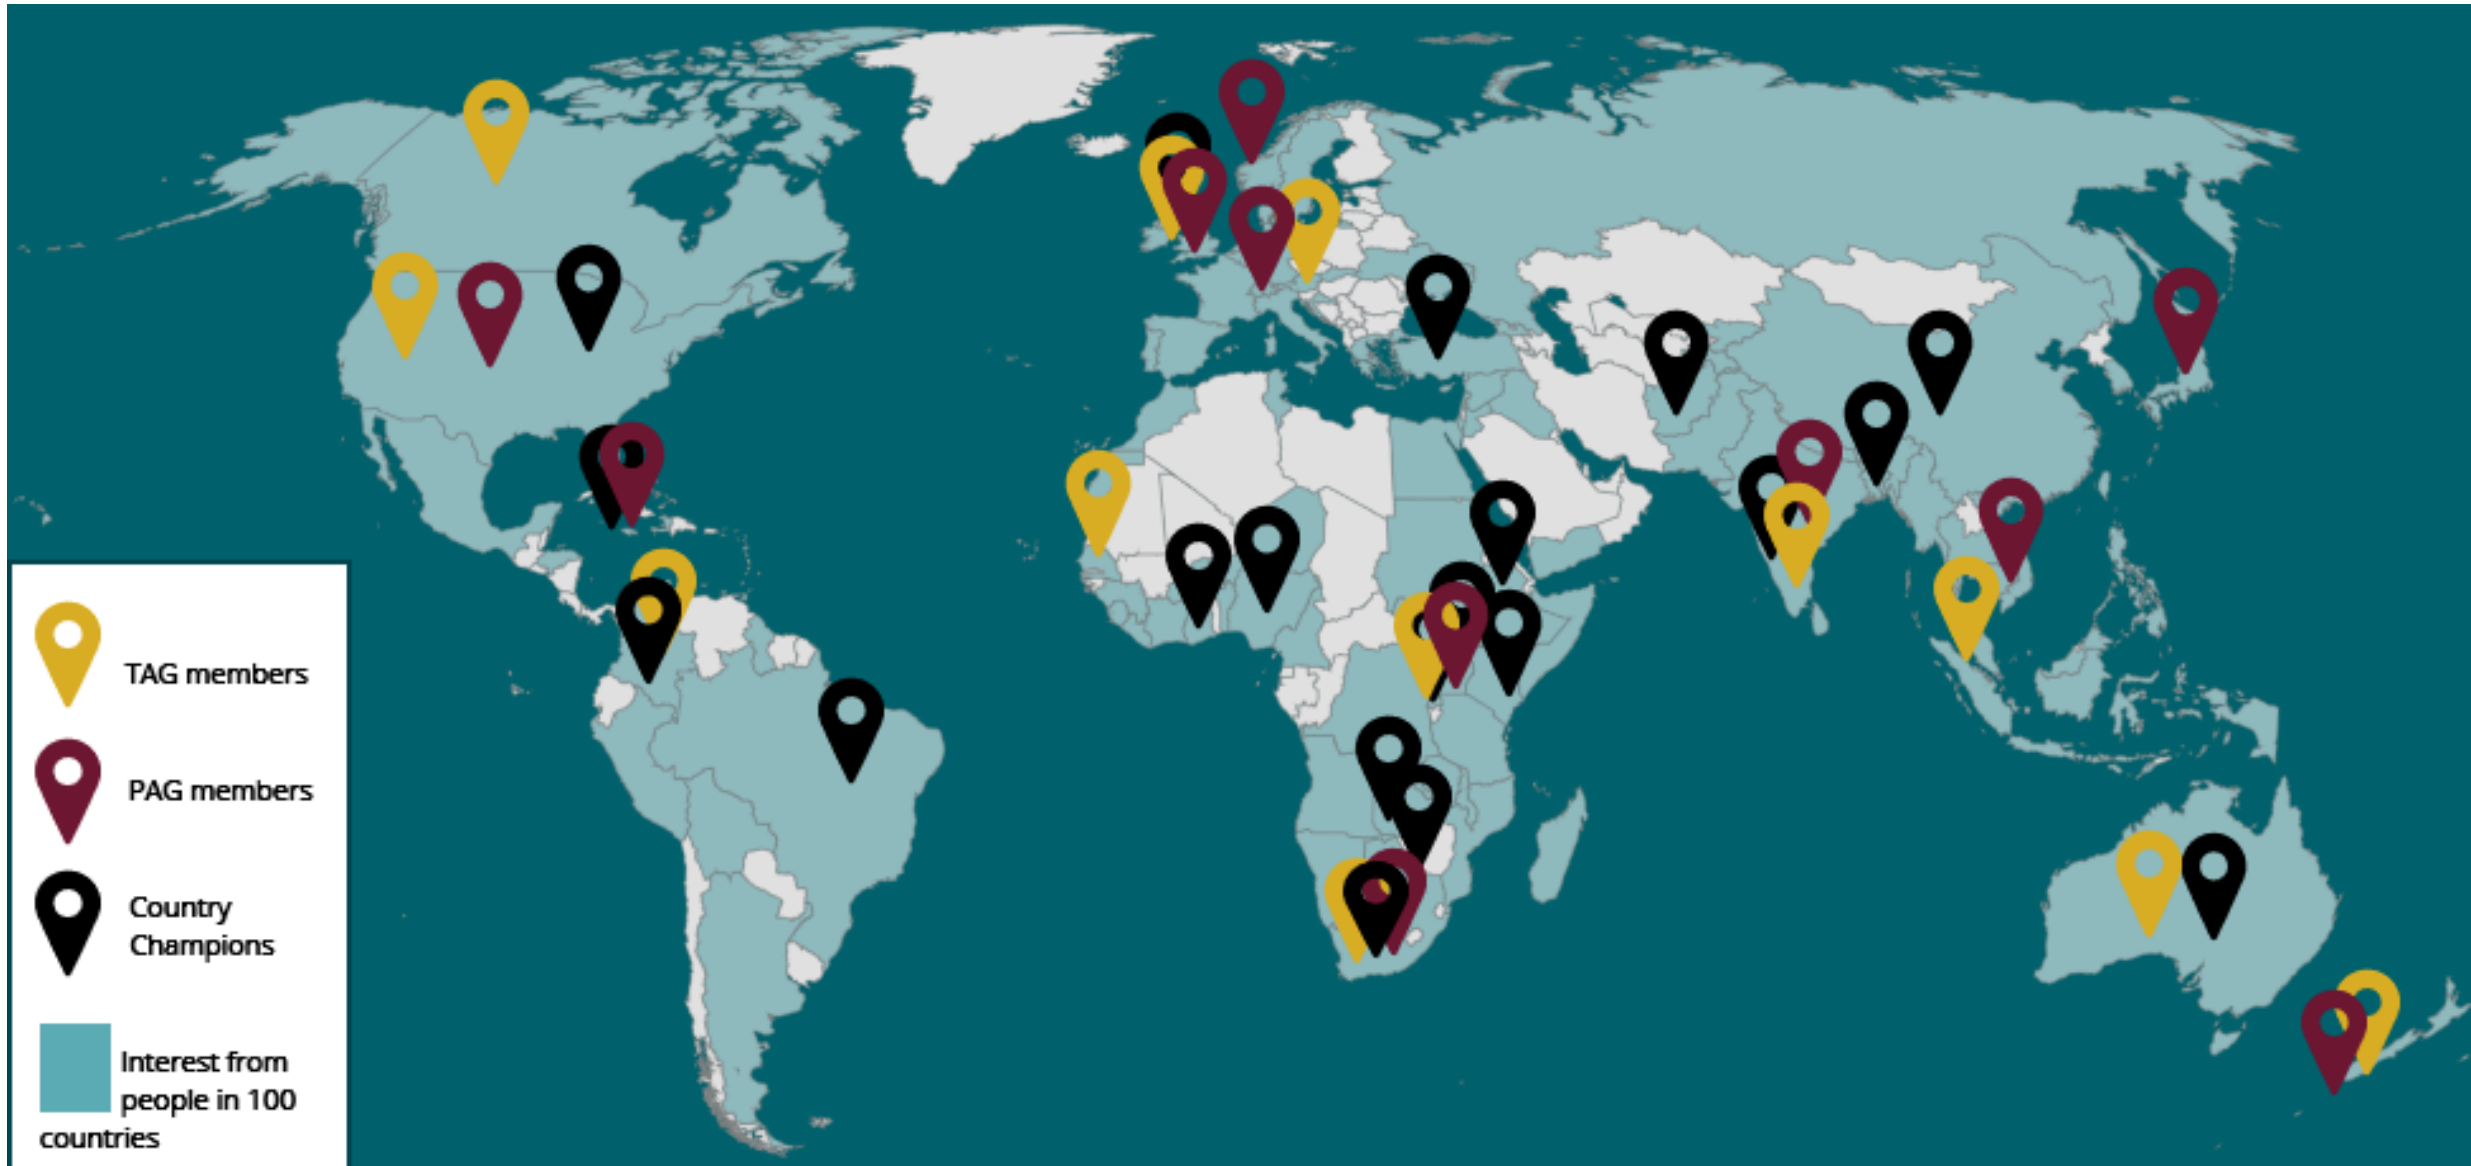 TAG members
PAG members
Country
Champions
Interest from
people in 100
countries